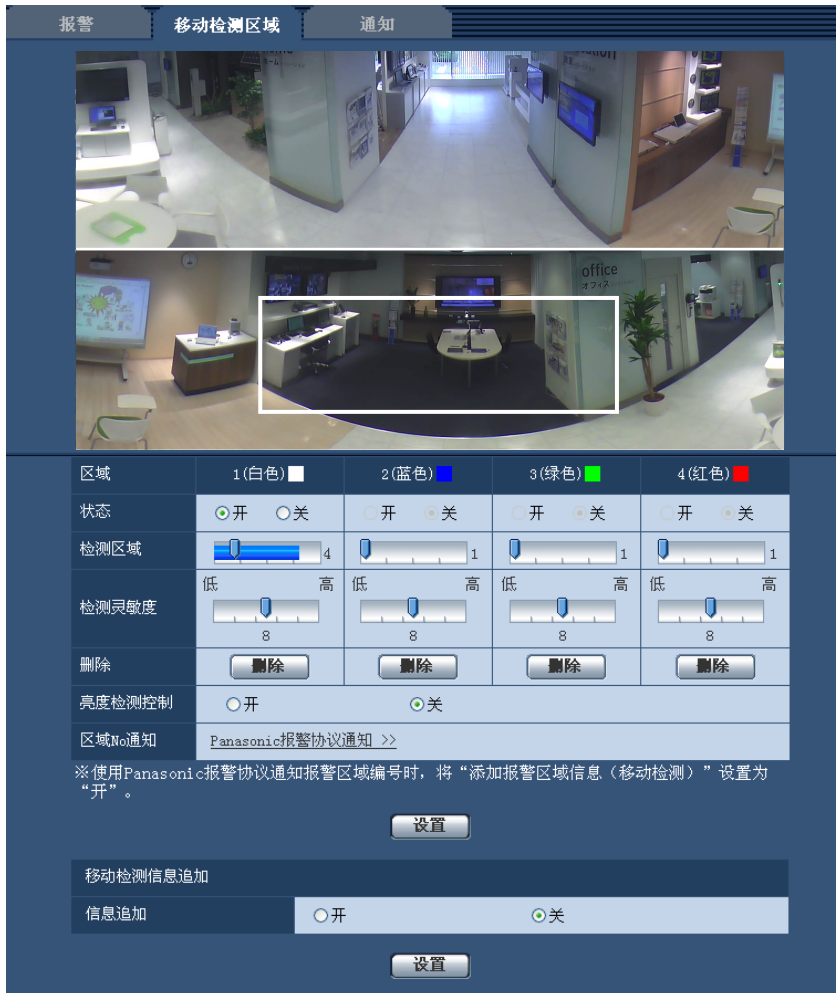 报警 移动检测区域 通知
ホーム
office
オフィス
区域 1(白色) 2(蓝色) 3(绿色) 4(红色)
状态 开 关 开 关 开 关 开 关
检测区域 4 1 1 1
检测灵敏度 低 高 低 高 低 高 低 高
8 8 8 8
删除 删除 删除 删除 删除
亮度检测控制 开 关
区域No通知 Panasonic报警协议通知 >>
※使用Panasonic报警协议通知报警区域编号时，将“添加报警区域信息（移动检测）”设置为
“开”。
设置
移动检测信息追加
信息追加 开 关
设置